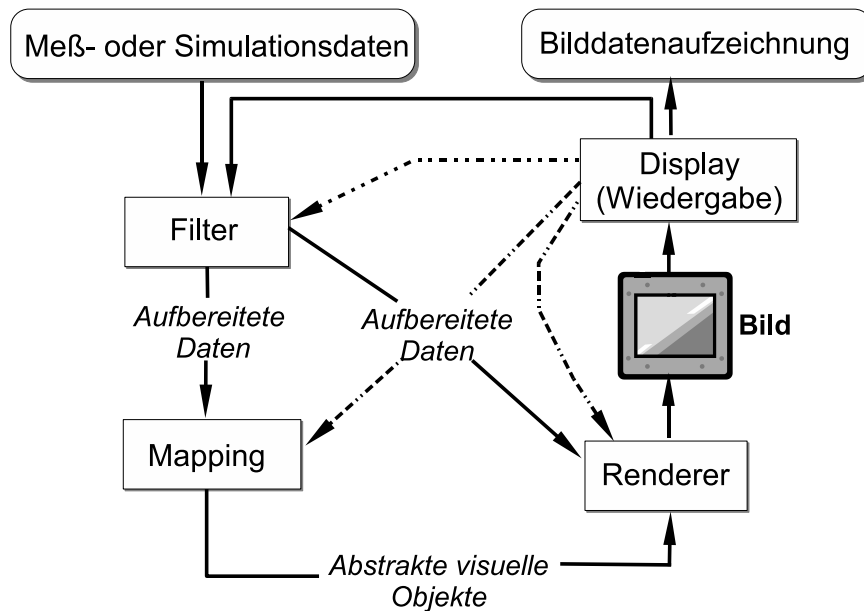 Meß- oder Simulationsdaten
Bilddatenaufzeichnung
Display
(Wiedergabe)
Filter
Aufbereitete
Daten
Aufbereitete
Daten
Bild
Mapping
Renderer
Abstrakte visuelle
Objekte